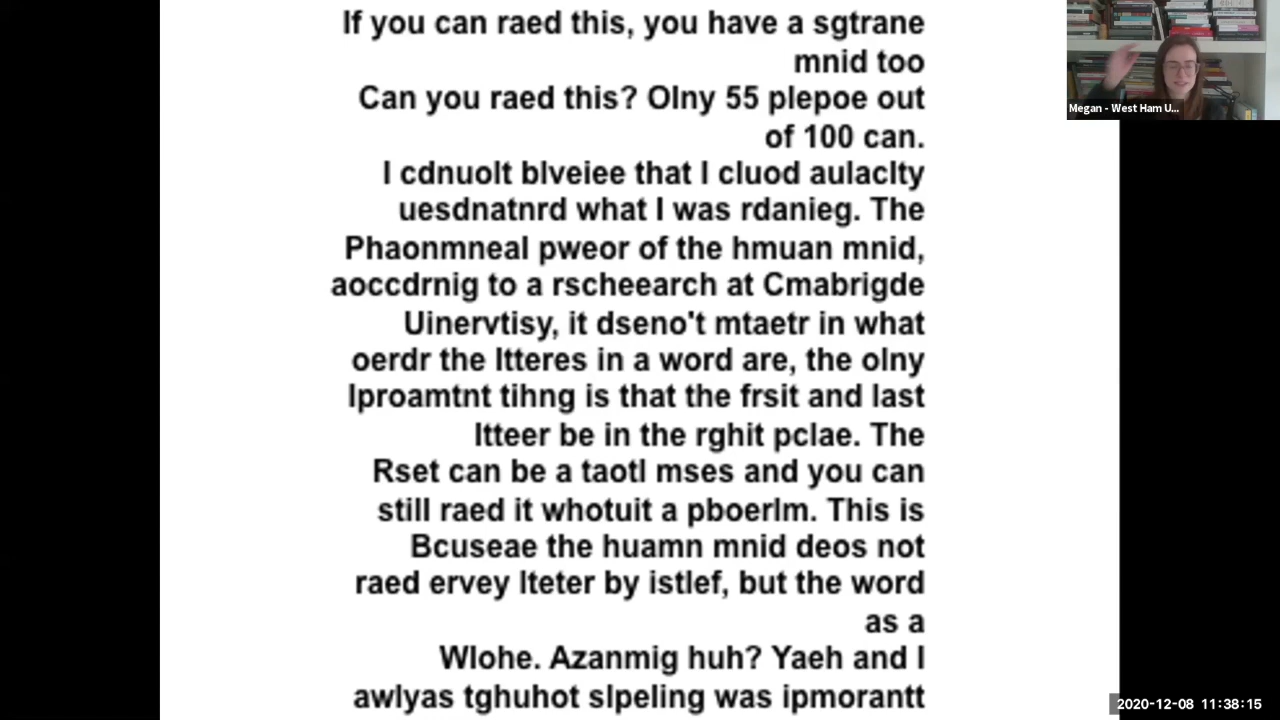 If you can raed this, you have a sgtrane
mnid too
Can you raed this? Olny 55 plepoe out
of 100 can.
I cdnuolt blveiee that I cluod aulaclty
uesdnatnrd what I was rdanieg. The
Phaonmneal pweor of the hmuan mnid,
aoccdrnig to a rscheearch at Cmabrigde
Uinervtisy, it dseno't mtaetr in what
oerdr the ltteres in a word are, the olny
Iproamtnt tihng is that the frsit and last
ltteer be in the rghit pclae. The
Rset can be a taotl mses and you can
still raed it whotuit a pboerlm. This is
Bcuseae the huamn mnid deos not
raed ervey lteter by istlef, but the word
as a
Wlohe. Azanmig huh? Yaeh and I
awlyas tghuhot slpeling was ipmorantt
Megan - West Ham U...
2020-12-08 11:38:15